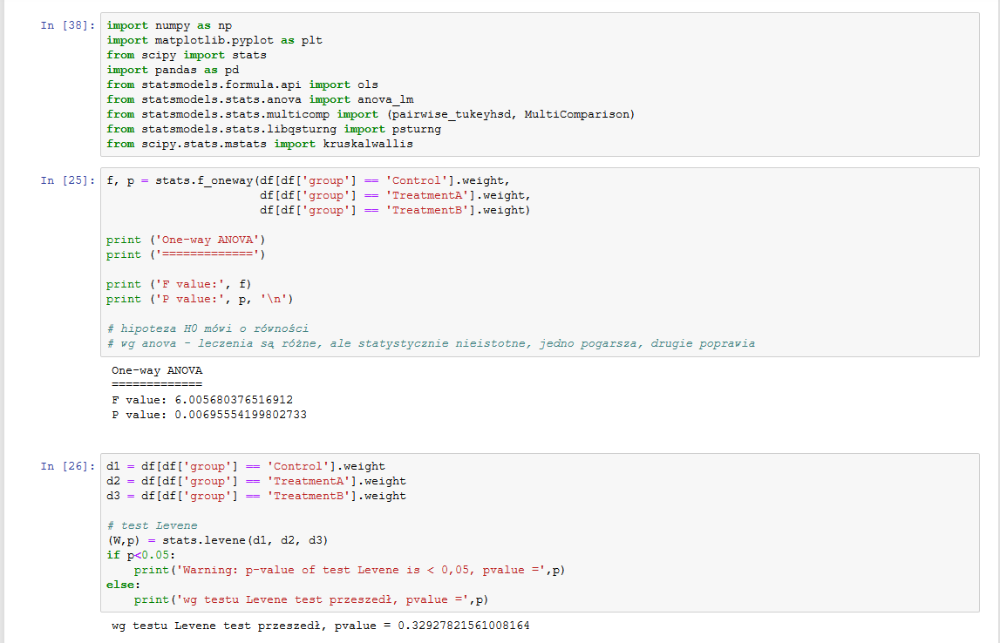 In [38]: import numpy as np
import matplotlib.pyplot as plt
from scipy import stats
import pandas as pd
from statsmodels.formula.api import ols
from statsmodels.stats.anova import anova_lm
from statsmodels.stats.multicomp import (pairwise_tukeyhsd, MultiComparison)
from statsmodels.stats.libqsturng import psturng
from scipy.stats.mstats import kruskalwallis
In [25]: f, p = stats.f_oneway(df[df['group'] == 'Control'].weight,
df[df['group'] == 'TreatmentA'].weight,
df[df['group'] == 'TreatmentB'].weight)
print ('One-way ANOVA')
print ('=============')
print ('F value:', f)
print ('P value:', p, '\n')
# hipoteza H0 mówi o równości
# wg anova - leczenia są różne, ale statystycznie nieistotne, jedno pogarsza, drugie poprawia
One-way ANOVA
=============
F value: 6.005680376516912
P value: 0.00695554199802733
In [26]: d1 = df[df['group'] == 'Control'].weight
d2 = df[df['group'] == 'TreatmentA'].weight
d3 = df[df['group'] == 'TreatmentB'].weight
# test Levene
(W,p) = stats.levene(d1, d2, d3)
if p<0.05:
print('Warning: p-value of test Levene is < 0,05, pvalue =',p)
else:
print('wg testu Levene test przeszedł, pvalue =',p)
wg testu Levene test przeszedł, pvalue = 0.32927821561008164